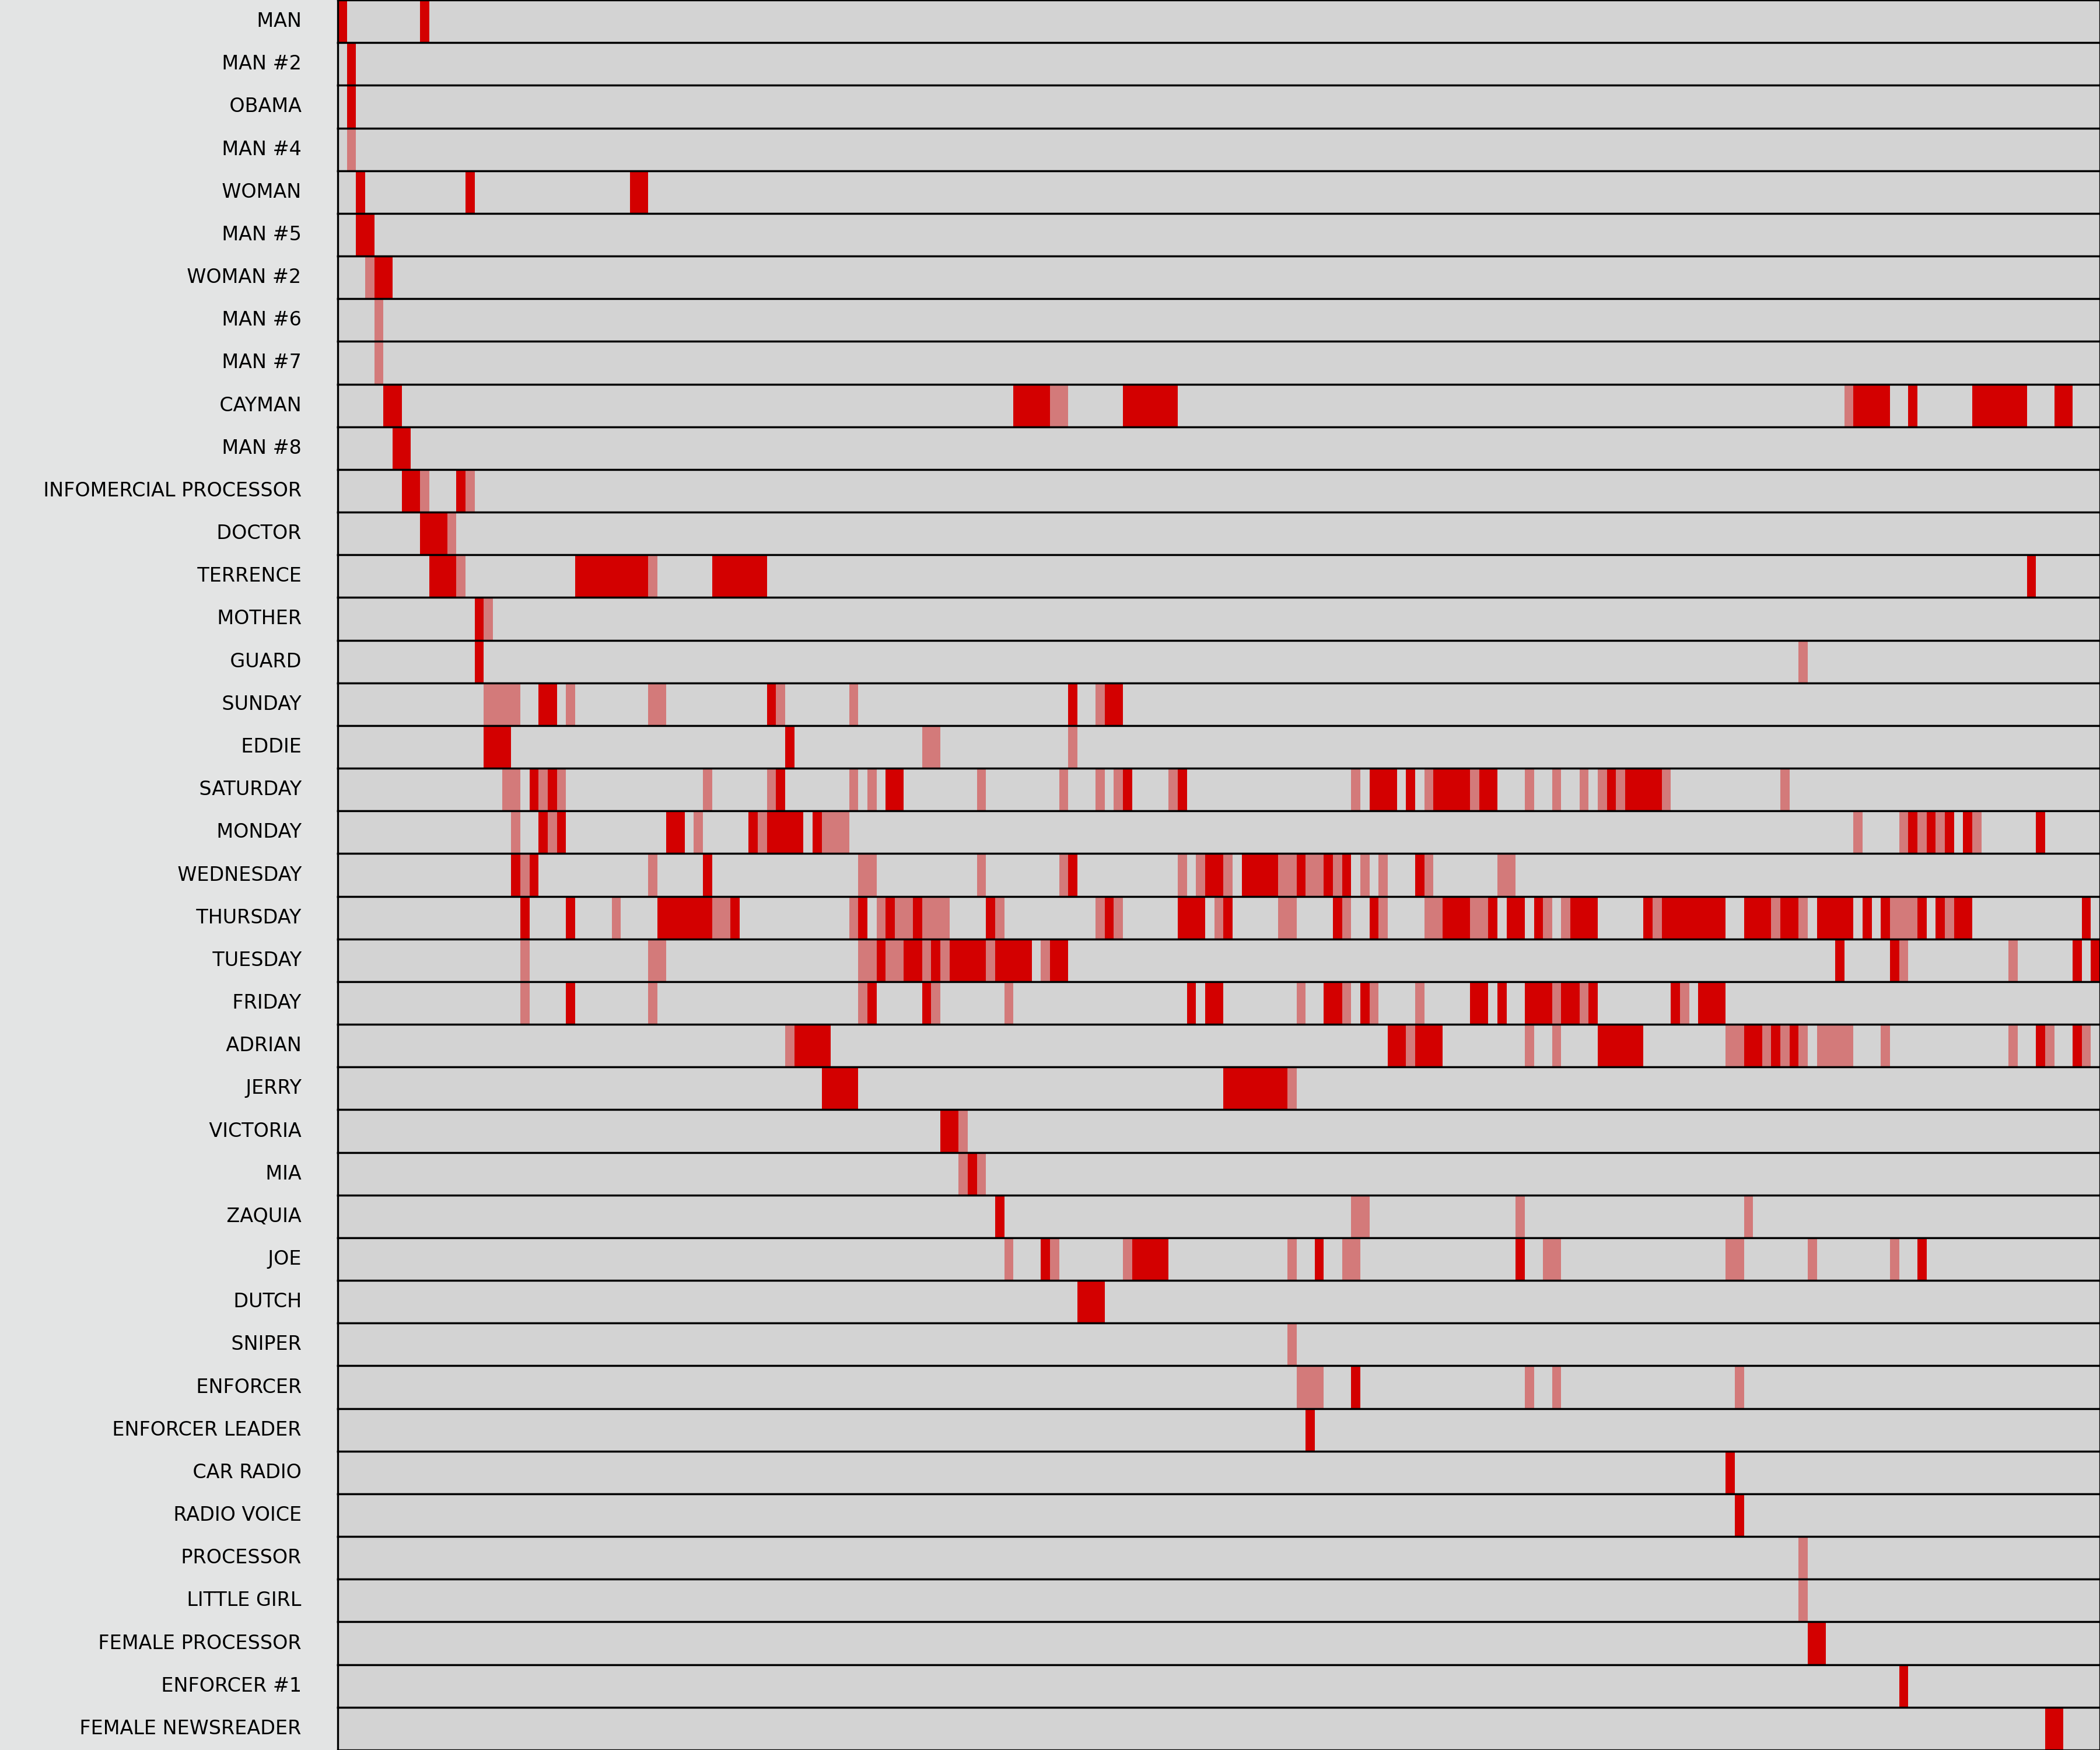 MAN
MAN #2
OBAMA
MAN #4
WOMAN
MAN #5
WOMAN #2
MAN #6
MAN #7
CAYMAN
MAN #8
INFOMERCIAL PROCESSOR
DOCTOR
TERRENCE
MOTHER
GUARD
SUNDAY
EDDIE
SATURDAY
MONDAY
WEDNESDAY
THURSDAY
TUESDAY
FRIDAY
ADRIAN
JERRY
VICTORIA
MIA
ZAQUIA
JOE
DUTCH
SNIPER
ENFORCER
ENFORCER LEADER
CAR RADIO
RADIO VOICE
PROCESSOR
LITTLE GIRL
FEMALE PROCESSOR
ENFORCER #1
FEMALE NEWSREADER